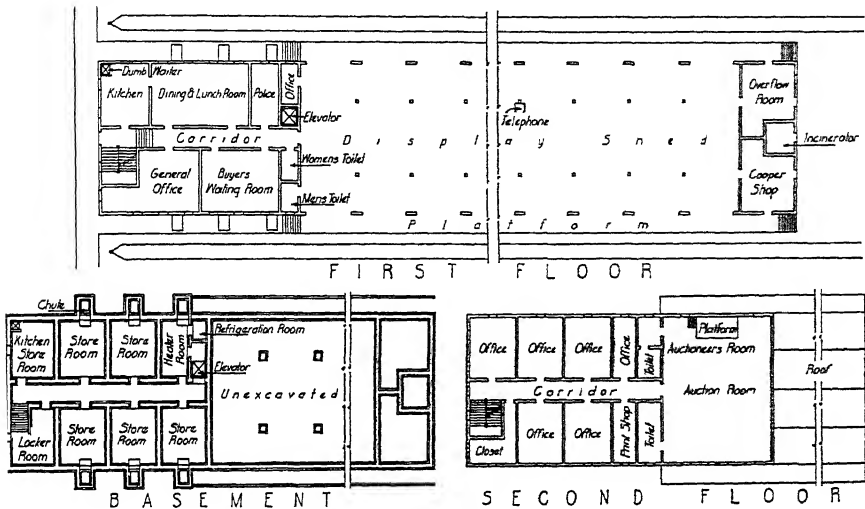 Dumb Waiter
Kitchen
Dining & Lunch Room
Police
Office
Elevator
Corridor
Womens Toilet
General
Office
Buyers
Waiting Room
Mens Toilet
Telephone
Display Shed
Platform
Overflow
Room
Incinerator
Cooper
Shop
FIRST FLOOR
Chute
Kitchen
Store
Room
Store
Room
Store
Room
Heater
Room
Refrigeration Room
Elevator
Unexcavated
Locker
Room
Store
Room
Store
Room
Store
Room
BASEMENT
Office
Office
Office
Office
Toilet
Platform
Auctioneers Room
Auction Room
Roof
Corridor
Closet
Office
Office
Print Shop
Toilet
SECOND FLOOR